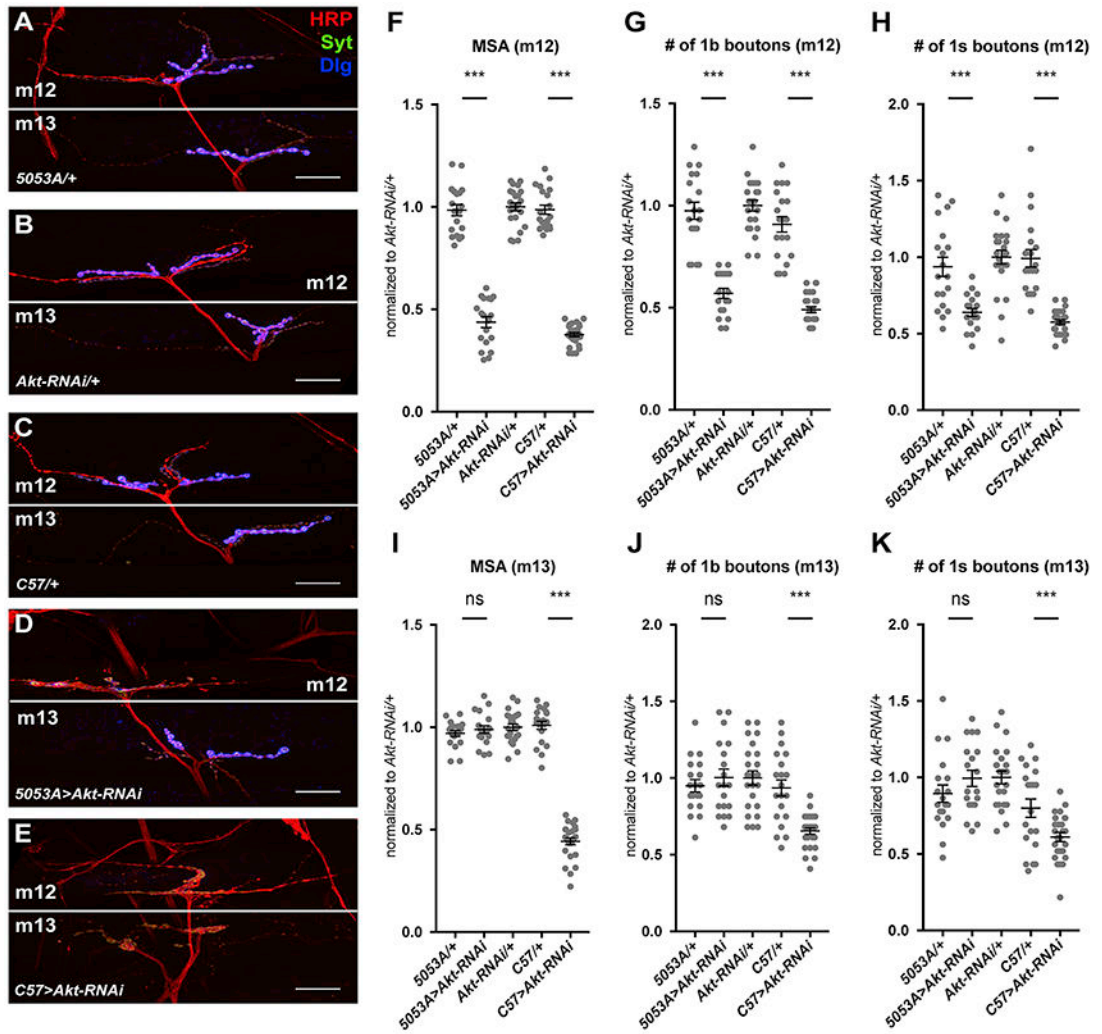 A
HRP
Syt
Dlg
m12
m13
5053A/+
B
m12
m13
Akt-RNAi/+
C
m12
m13
C57/+
D
m12
m13
5053A>Akt-RNAi
E
m12
m13
C57>Akt-RNAi
F
MSA (m12)
*** ***
normalized to Akt-RNAi/+
1.5
1.0
0.5
0.0
5053A/+
5053A>Akt-RNAi
Akt-RNAi/+
C57/+
C57>Akt-RNAi
G
# of 1b boutons (m12)
*** ***
normalized to Akt-RNAi/+
1.5
1.0
0.5
0.0
5053A/+
5053A>Akt-RNAi
Akt-RNAi/+
C57/+
C57>Akt-RNAi
H
# of 1s boutons (m12)
*** ***
normalized to Akt-RNAi/+
2.0
1.5
1.0
0.5
0.0
5053A/+
5053A>Akt-RNAi
Akt-RNAi/+
C57/+
C57>Akt-RNAi
I
MSA (m13)
ns ***
normalized to Akt-RNAi/+
1.5
1.0
0.5
0.0
5053A/+
5053A>Akt-RNAi
Akt-RNAi/+
C57/+
C57>Akt-RNAi
J
# of 1b boutons (m13)
ns ***
normalized to Akt-RNAi/+
2.0
1.5
1.0
0.5
0.0
5053A/+
5053A>Akt-RNAi
Akt-RNAi/+
C57/+
C57>Akt-RNAi
K
# of 1s boutons (m13)
ns ***
normalized to Akt-RNAi/+
2.0
1.5
1.0
0.5
0.0
5053A/+
5053A>Akt-RNAi
Akt-RNAi/+
C57/+
C57>Akt-RNAi